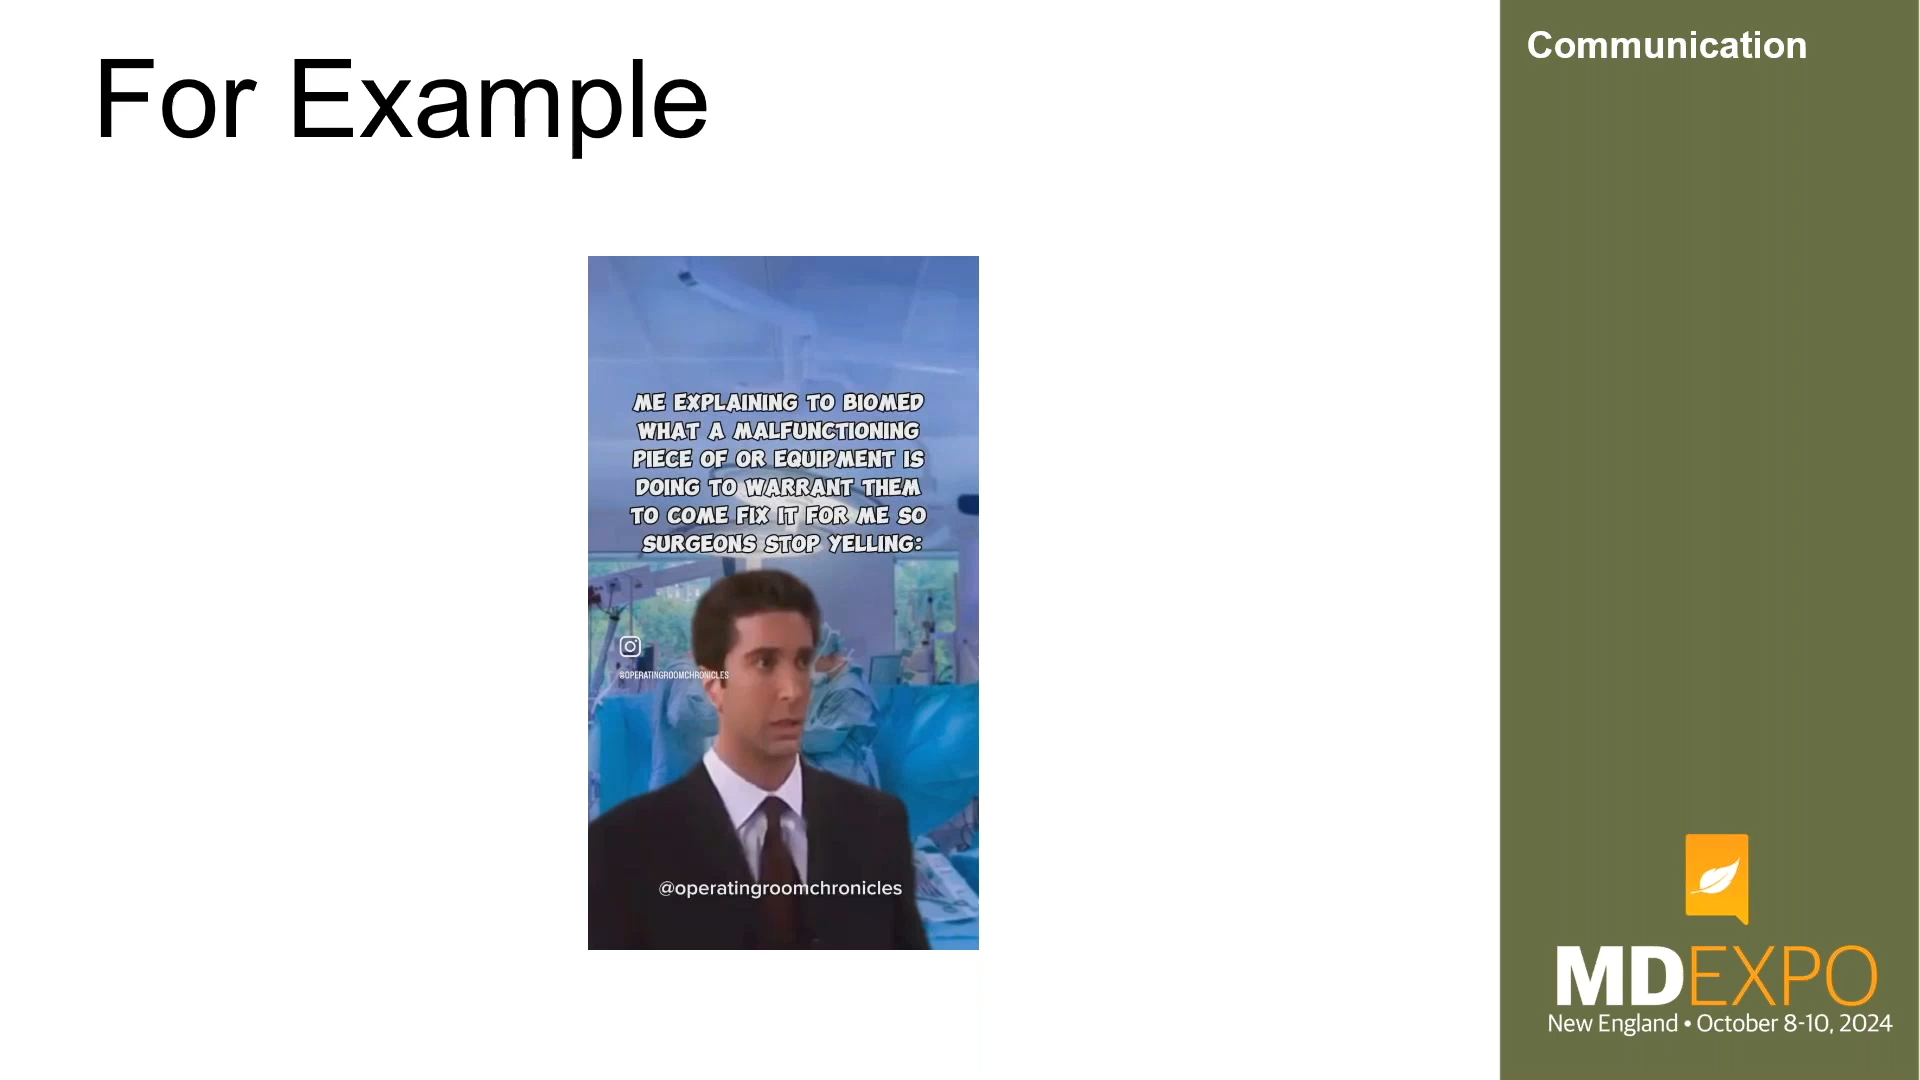 For Example
Communication
ME EXPLAINING TO BIOMED
WHAT A MALFUNCTIONING
PIECE OF OR EQUIPMENT IS
DOING TO WARRANT THEM
TO COME FIX IT FOR ME SO
SURGEONS STOP YELLING:
@OPERATINGROOMCHRONICLES
@operatingroomchronicles
MDEXPO
New England • October 8-10, 2024